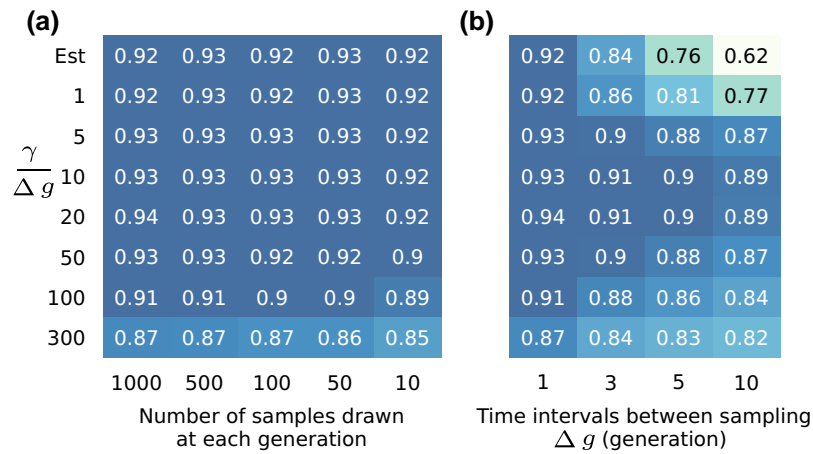 (a) (b)
Est 0.92 0.93 0.92 0.93 0.92 0.92 0.84 0.76 0.62
1 0.92 0.93 0.92 0.93 0.92 0.92 0.86 0.81 0.77
5 0.93 0.93 0.93 0.93 0.92 0.93 0.9 0.88 0.87
γ/Δ g
10 0.93 0.93 0.93 0.93 0.92 0.93 0.91 0.9 0.89
20 0.94 0.93 0.93 0.93 0.92 0.94 0.91 0.9 0.89
50 0.93 0.93 0.92 0.92 0.9 0.93 0.9 0.88 0.87
100 0.91 0.91 0.9 0.9 0.89 0.91 0.88 0.86 0.84
300 0.87 0.87 0.87 0.86 0.85 0.87 0.84 0.83 0.82
1000 500 100 50 10 1 3 5 10
Number of samples drawn
at each generation
Time intervals between sampling
Δ g (generation)